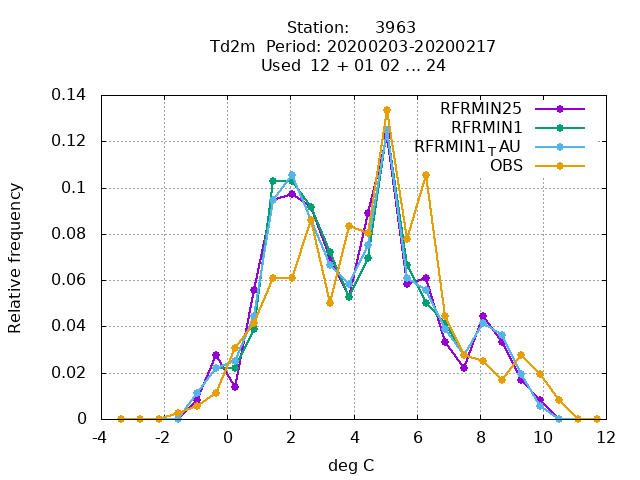 Station:     3963
Td2m  Period: 20200203-20200217
Used  12 + 01 02 ... 24
RFRMIN25
RFRMIN1
RFRMIN1TAU
OBS
0.14
0.12
0.1
0.08
0.06
0.04
0.02
0
Relative frequency
-4 -2 0 2 4 6 8 10 12
deg C